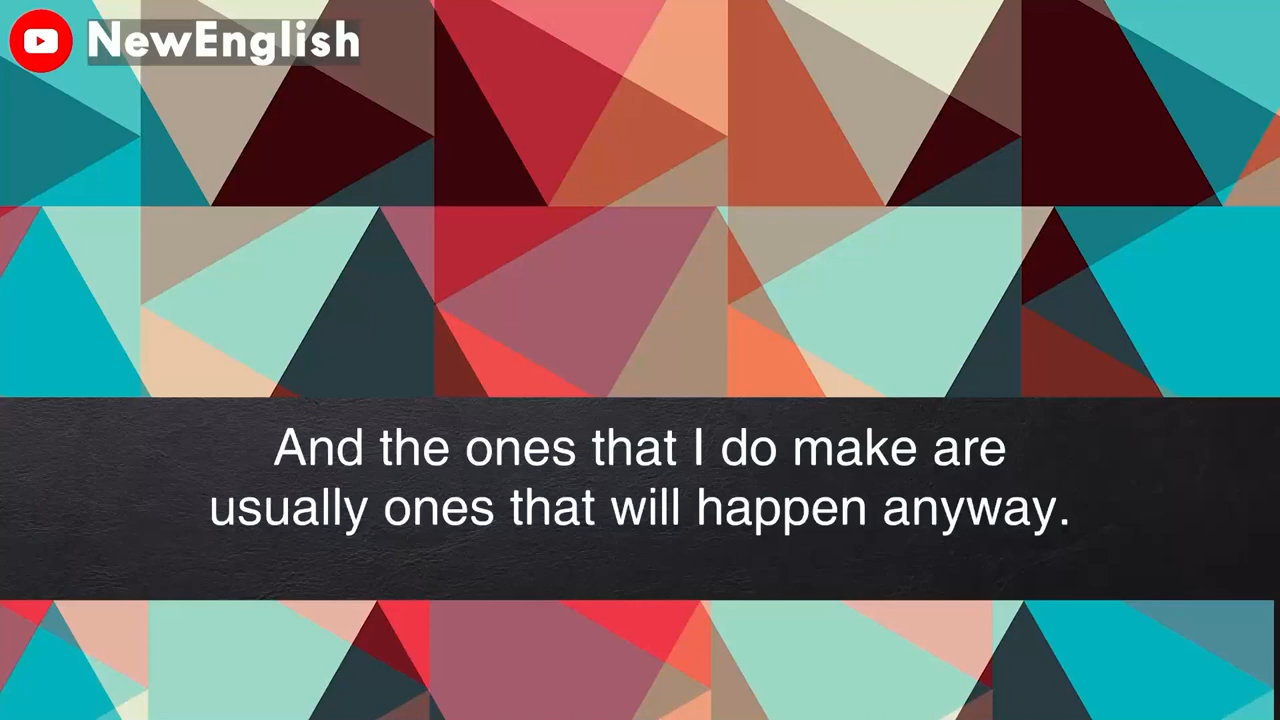 NewEnglish
And the ones that I do make are
usually ones that will happen anyway.